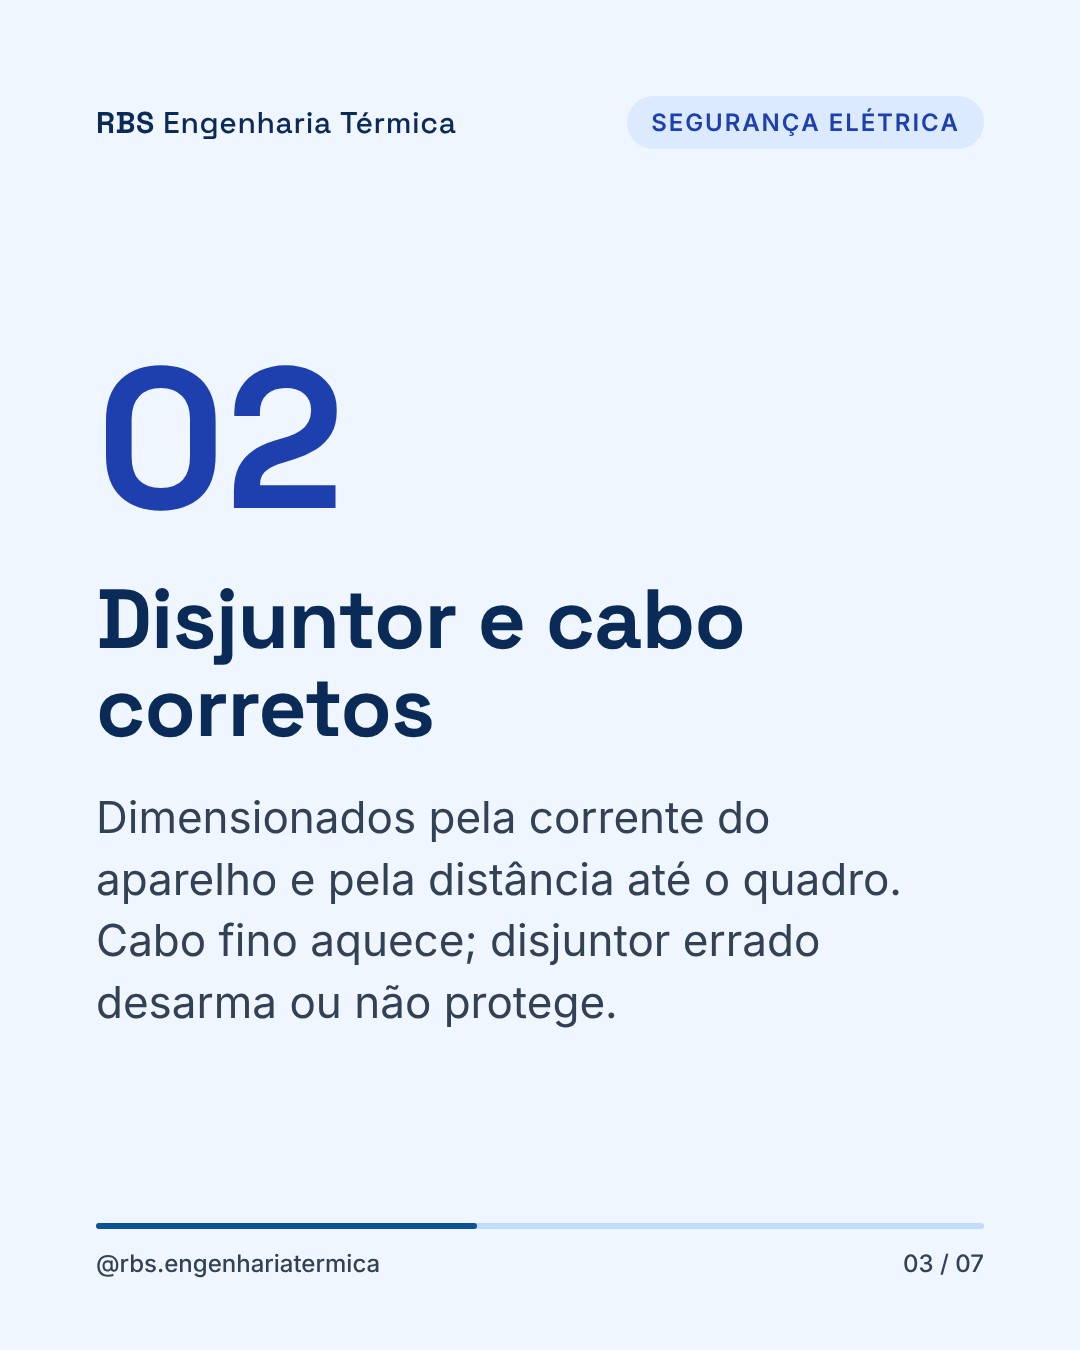 RBS Engenharia Térmica
SEGURANÇA ELÉTRICA
02
Disjuntor e cabo
corretos
Dimensionados pela corrente do
aparelho e pela distância até o quadro.
Cabo fino aquece; disjuntor errado
desarma ou não protege.
@rbs.engenhariatermica
03 / 07